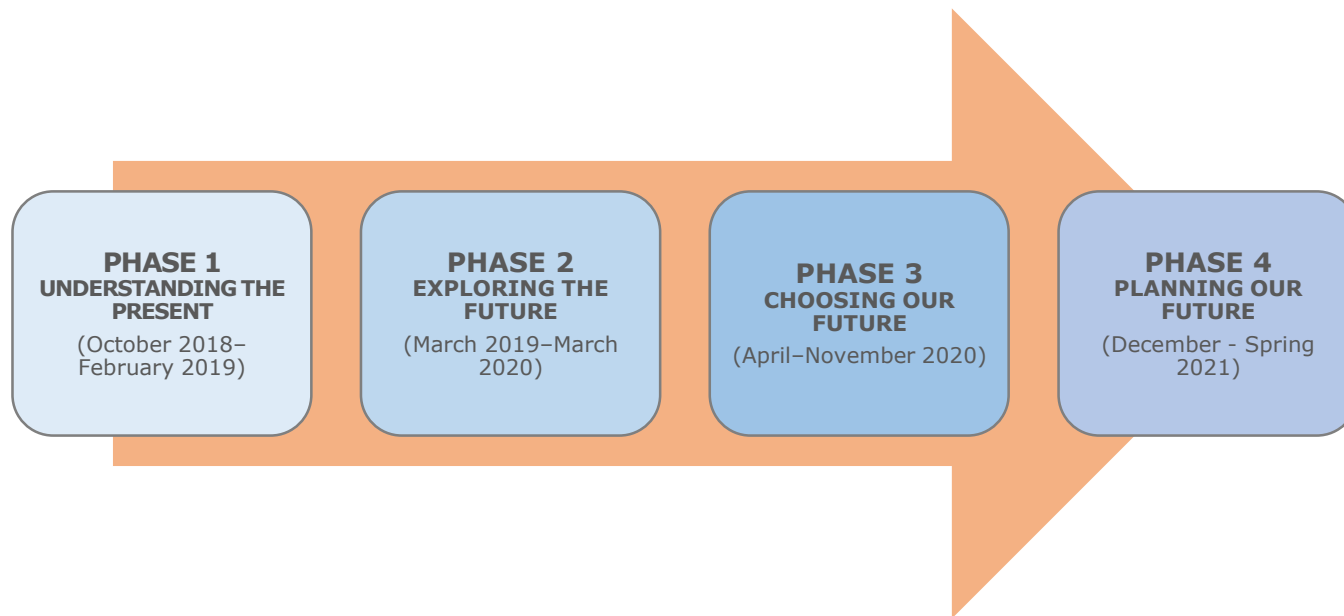 PHASE 1
UNDERSTANDING THE
PRESENT
(October 2018–
February 2019)
PHASE 2
EXPLORING THE
FUTURE
(March 2019–March
2020)
PHASE 3
CHOOSING OUR
FUTURE
(April–November 2020)
PHASE 4
PLANNING OUR
FUTURE
(December - Spring
2021)